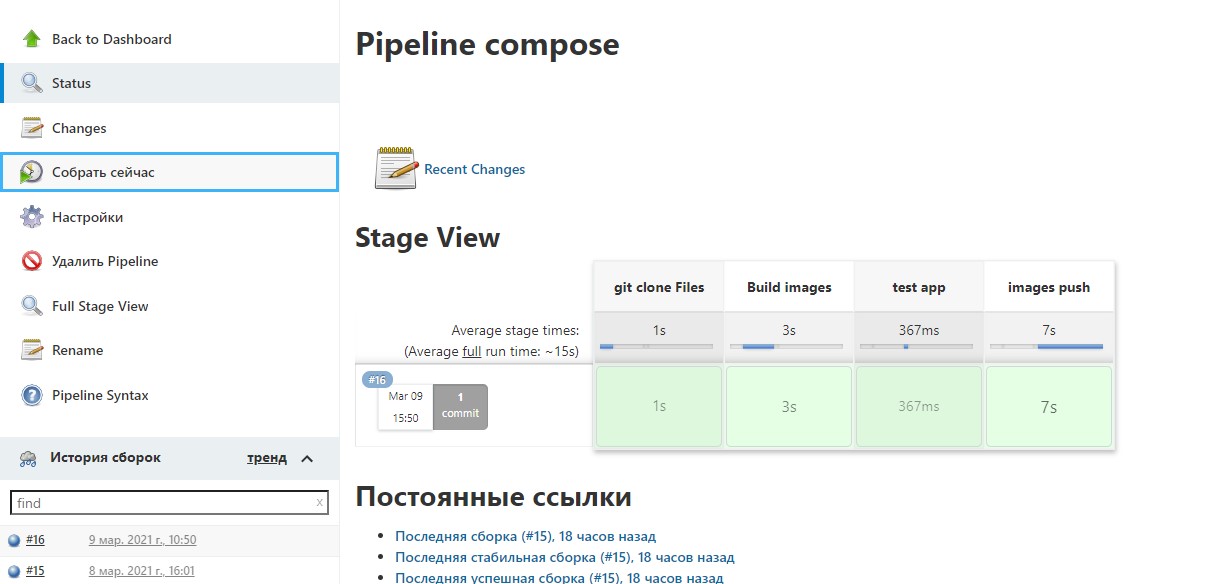 Back to Dashboard
Status
Changes
Собрать сейчас
Настройки
Удалить Pipeline
Full Stage View
Rename
Pipeline Syntax
История сборок тренд
find x
#16 9 мар. 2021 г., 10:50
#15 8 мар. 2021 г., 16:01
Pipeline compose
Recent Changes
Stage View
git clone Files Build images test app images push
Average stage times: 1s 3s 367ms 7s
(Average full run time: ~15s)
#16
Mar 09 1
15:50 commit
1s 3s 367ms 7s
Постоянные ссылки
Последняя сборка (#15), 18 часов назад
Последняя стабильная сборка (#15), 18 часов назад
Последняя успешная сборка (#15), 18 часов назад